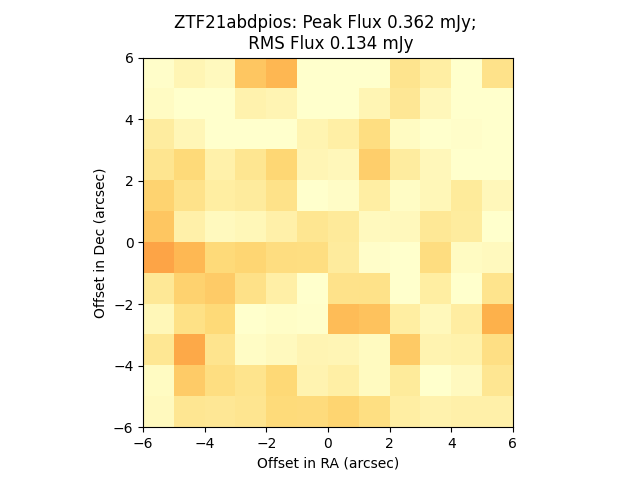 ZTF21abdpios: Peak Flux 0.362 mJy;
RMS Flux 0.134 mJy
6
4
2
0
−2
−4
−6
Offset in Dec (arcsec)
−6 −4 −2 0 2 4 6
Offset in RA (arcsec)